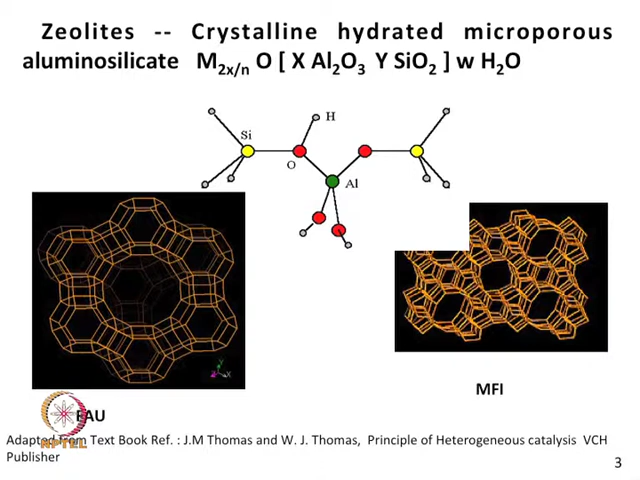 Zeolites -- Crystalline hydrated microporous
aluminosilicate M2x/n O [ X Al2O3 Y SiO2 ] w H2O
H
Si
O
Al
Y
X
MFI
FAU
NPTEL
Adapted from Text Book Ref. : J.M Thomas and W. J. Thomas, Principle of Heterogeneous catalysis VCH
Publisher
3